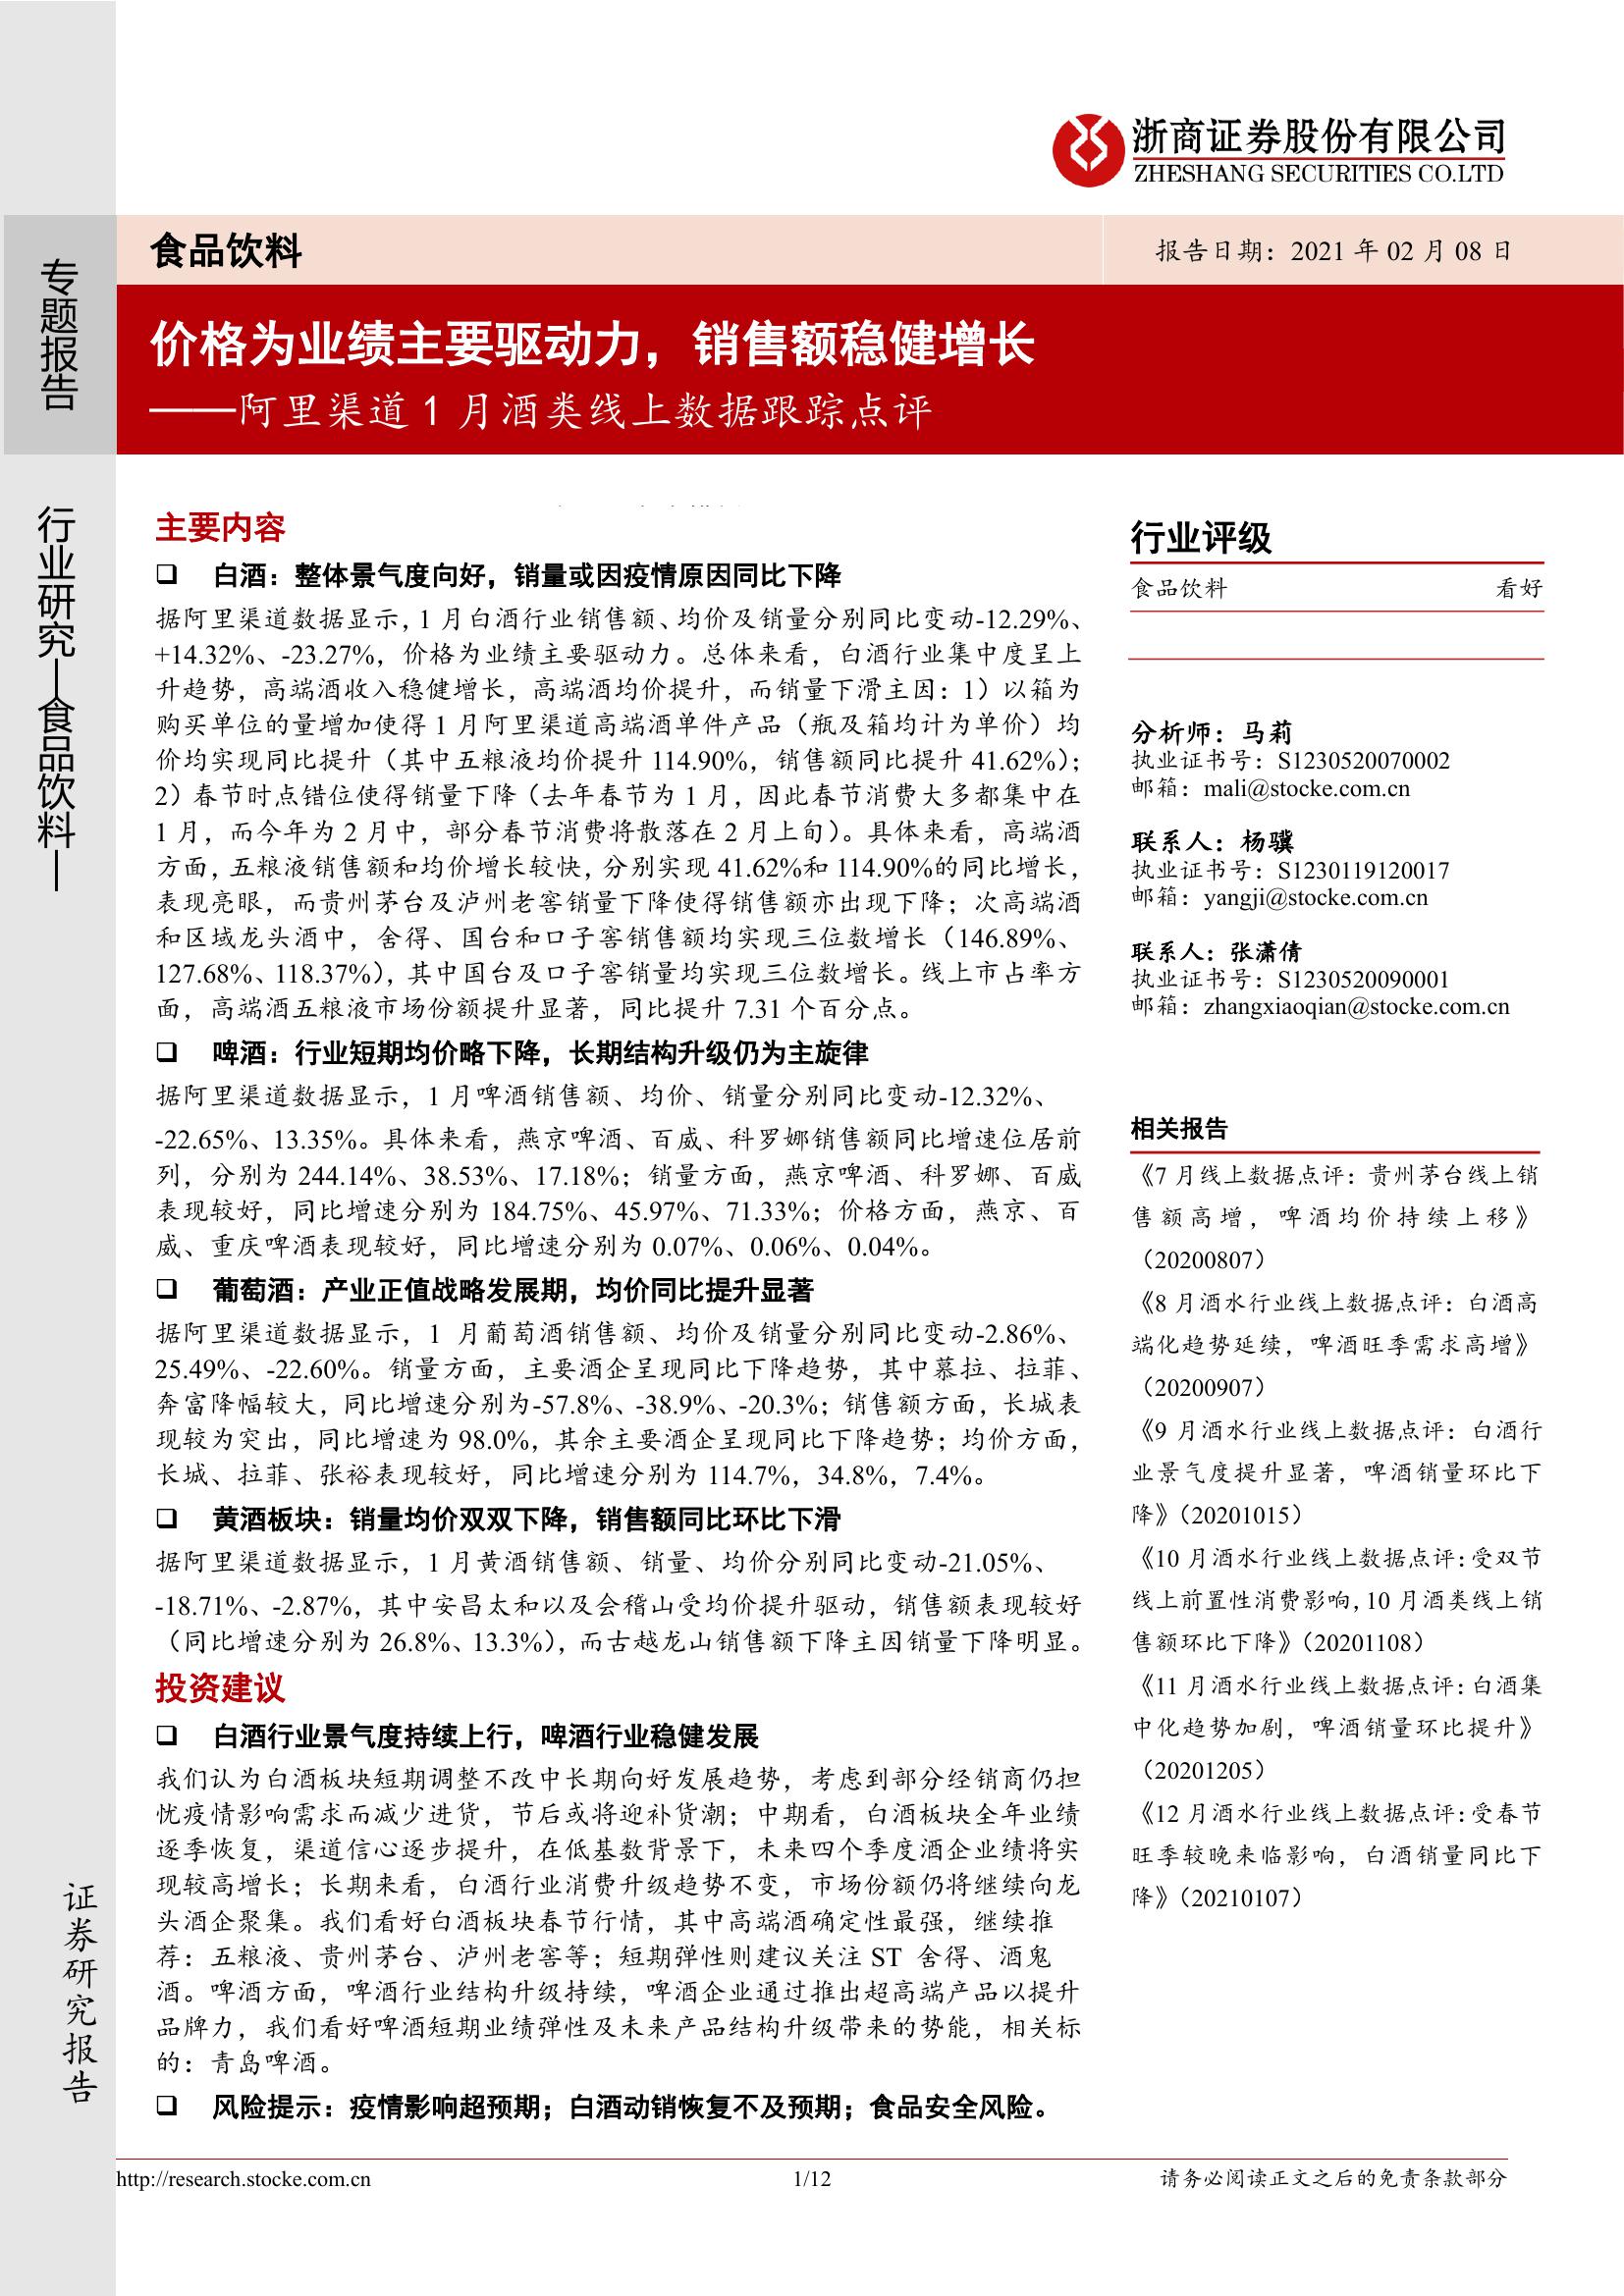 浙商证券股份有限公司
ZHESHANG SECURITIES CO.LTD
专题报告
食品饮料
报告日期：2021 年 02 月 08 日
价格为业绩主要驱动力，销售额稳健增长
——阿里渠道 1 月酒类线上数据跟踪点评
行业研究—食品饮料—
证券研究报告
主要内容
❑ 白酒：整体景气度向好，销量或因疫情原因同比下降
据阿里渠道数据显示，1 月白酒行业销售额、均价及销量分别同比变动-12.29%、
+14.32%、-23.27%，价格为业绩主要驱动力。总体来看，白酒行业集中度呈上
升趋势，高端酒收入稳健增长，高端酒均价提升，而销量下滑主因：1）以箱为
购买单位的量增加使得 1 月阿里渠道高端酒单件产品（瓶及箱均计为单价）均
价均实现同比提升（其中五粮液均价提升 114.90%，销售额同比提升 41.62%）；
2）春节时点错位使得销量下降（去年春节为 1 月，因此春节消费大多都集中在
1 月，而今年为 2 月中，部分春节消费将散落在 2 月上旬）。具体来看，高端酒
方面，五粮液销售额和均价增长较快，分别实现 41.62%和 114.90%的同比增长，
表现亮眼，而贵州茅台及泸州老窖销量下降使得销售额亦出现下降；次高端酒
和区域龙头酒中，舍得、国台和口子窖销售额均实现三位数增长（146.89%、
127.68%、118.37%），其中国台及口子窖销量均实现三位数增长。线上市占率方
面，高端酒五粮液市场份额提升显著，同比提升 7.31 个百分点。
❑ 啤酒：行业短期均价略下降，长期结构升级仍为主旋律
据阿里渠道数据显示，1 月啤酒销售额、均价、销量分别同比变动-12.32%、
-22.65%、13.35%。具体来看，燕京啤酒、百威、科罗娜销售额同比增速位居前
列，分别为 244.14%、38.53%、17.18%；销量方面，燕京啤酒、科罗娜、百威
表现较好，同比增速分别为 184.75%、45.97%、71.33%；价格方面，燕京、百
威、重庆啤酒表现较好，同比增速分别为 0.07%、0.06%、0.04%。
❑ 葡萄酒：产业正值战略发展期，均价同比提升显著
据阿里渠道数据显示，1 月葡萄酒销售额、均价及销量分别同比变动-2.86%、
25.49%、-22.60%。销量方面，主要酒企呈现同比下降趋势，其中慕拉、拉菲、
奔富降幅较大，同比增速分别为-57.8%、-38.9%、-20.3%；销售额方面，长城表
现较为突出，同比增速为 98.0%，其余主要酒企呈现同比下降趋势；均价方面，
长城、拉菲、张裕表现较好，同比增速分别为 114.7%，34.8%，7.4%。
❑ 黄酒板块：销量均价双双下降，销售额同比环比下滑
据阿里渠道数据显示，1 月黄酒销售额、销量、均价分别同比变动-21.05%、
-18.71%、-2.87%，其中安昌太和以及会稽山受均价提升驱动，销售额表现较好
（同比增速分别为 26.8%、13.3%），而古越龙山销售额下降主因销量下降明显。
投资建议
❑ 白酒行业景气度持续上行，啤酒行业稳健发展
我们认为白酒板块短期调整不改中长期向好发展趋势，考虑到部分经销商仍担
忧疫情影响需求而减少进货，节后或将迎补货潮；中期看，白酒板块全年业绩
逐季恢复，渠道信心逐步提升，在低基数背景下，未来四个季度酒企业绩将实
现较高增长；长期来看，白酒行业消费升级趋势不变，市场份额仍将继续向龙
头酒企聚集。我们看好白酒板块春节行情，其中高端酒确定性最强，继续推
荐：五粮液、贵州茅台、泸州老窖等；短期弹性则建议关注 ST 舍得、酒鬼
酒。啤酒方面，啤酒行业结构升级持续，啤酒企业通过推出超高端产品以提升
品牌力，我们看好啤酒短期业绩弹性及未来产品结构升级带来的势能，相关标
的：青岛啤酒。
❑ 风险提示：疫情影响超预期；白酒动销恢复不及预期；食品安全风险。
行业评级
食品饮料 看好
分析师：马莉
执业证书号：S1230520070002
邮箱：mali@stocke.com.cn
联系人：杨骥
执业证书号：S1230119120017
邮箱：yangji@stocke.com.cn
联系人：张潇倩
执业证书号：S1230520090001
邮箱：zhangxiaoqian@stocke.com.cn
相关报告
《7 月线上数据点评：贵州茅台线上销
售额高增，啤酒均价持续上移》
（20200807）
《8 月酒水行业线上数据点评：白酒高
端化趋势延续，啤酒旺季需求高增》
（20200907）
《9 月酒水行业线上数据点评：白酒行
业景气度提升显著，啤酒销量环比下
降》（20201015）
《10 月酒水行业线上数据点评：受双节
线上前置性消费影响，10 月酒类线上销
售额环比下降》（20201108）
《11 月酒水行业线上数据点评：白酒集
中化趋势加剧，啤酒销量环比提升》
（20201205）
《12 月酒水行业线上数据点评：受春节
旺季较晚来临影响，白酒销量同比下
降》（20210107）
http://research.stocke.com.cn
1/12
请务必阅读正文之后的免责条款部分